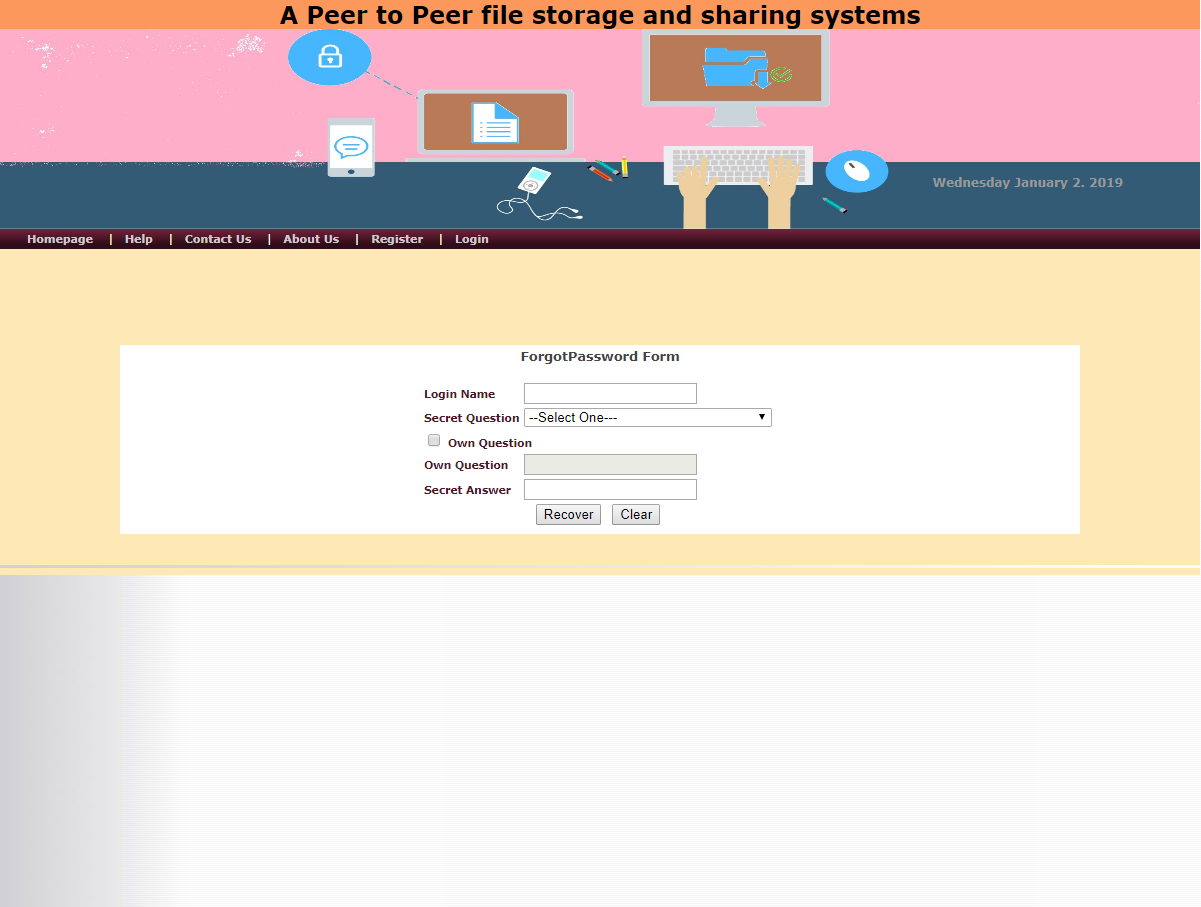 A Peer to Peer file storage and sharing systems
Wednesday January 2. 2019
Homepage | Help | Contact Us | About Us | Register | Login
ForgotPassword Form
Login Name
Secret Question --Select One---
Own Question
Own Question
Secret Answer
Recover Clear